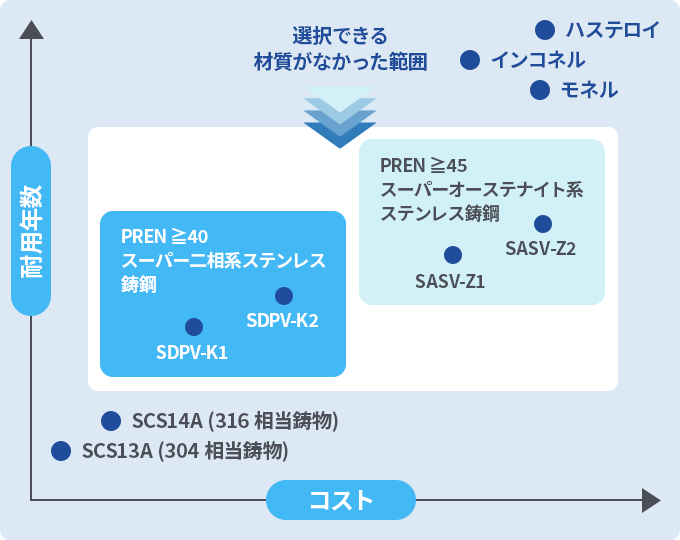 選択できる
材質がなかった範囲
ハステロイ
インコネル
モネル
耐用年数
PREN ≧45
スーパーオーステナイト系
ステンレス鋳鋼
SASV-Z2
SASV-Z1
PREN ≧40
スーパー二相系ステンレス
鋳鋼
SDPV-K2
SDPV-K1
SCS14A (316 相当鋳物)
SCS13A (304 相当鋳物)
コスト